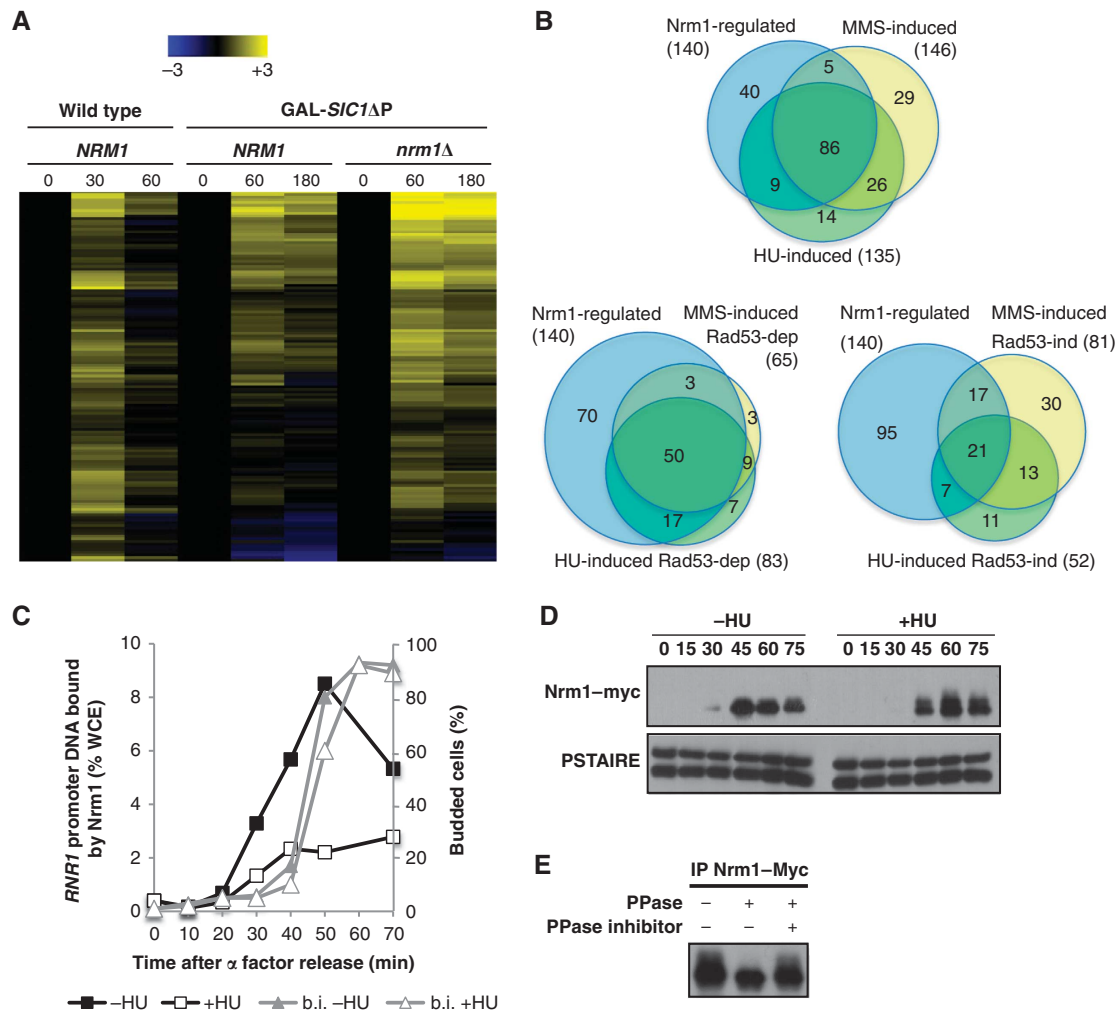 A
−3 +3
Wild type GAL-SIC1ΔP
NRM1 NRM1 nrm1Δ
0 30 60 0 60 180 0 60 180
B
Nrm1-regulated
(140)
MMS-induced
(146)
5
40
29
86
9
26
14
HU-induced (135)
Nrm1-regulated
(140)
MMS-induced
Rad53-dep
(65)
3
70
3
50
9
7
17
HU-induced Rad53-dep (83)
Nrm1-regulated
(140)
MMS-induced
Rad53-ind (81)
17
30
95
21
13
7
11
HU-induced Rad53-ind (52)
C
RNR1 promoter DNA bound
by Nrm1 (% WCE)
10
8
6
4
2
0
100
80
60
40
20
0
Budded cells (%)
0 10 20 30 40 50 70
Time after α factor release (min)
−HU +HU b.i. −HU b.i. +HU
D
−HU +HU
0 15 30 45 60 75 0 15 30 45 60 75
Nrm1–myc
PSTAIRE
E
IP Nrm1–Myc
PPase − + +
PPase inhibitor − − +